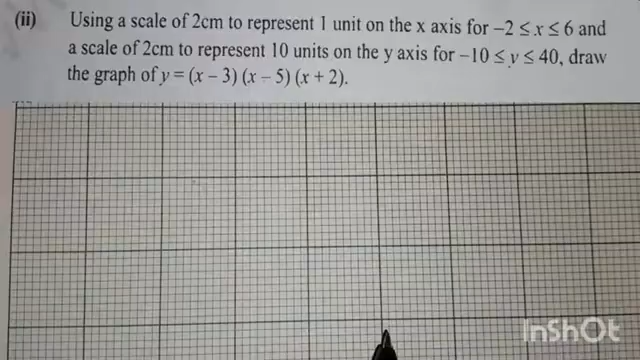 (ii) Using a scale of 2cm to represent 1 unit on the x axis for −2 ≤ x ≤ 6 and
a scale of 2cm to represent 10 units on the y axis for −10 ≤ y ≤ 40, draw
the graph of y = (x − 3) (x − 5) (x + 2).
InShOt